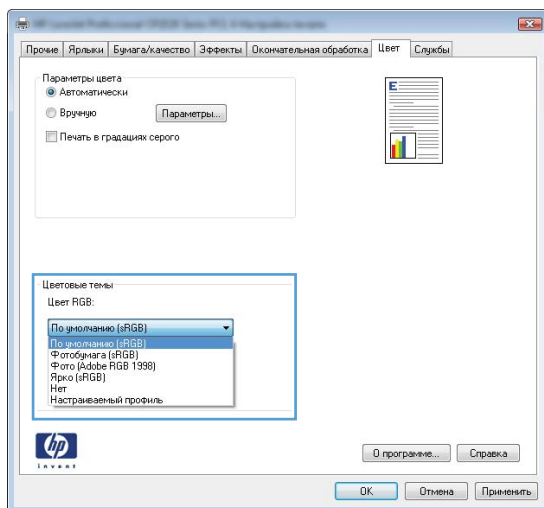 Прочие Ярлыки Бумага/качество Эффекты Окончательная обработка Цвет Службы
Параметры цвета
Автоматически
Вручную Параметры...
Печать в градациях серого
E
Цветовые темы
Цвет RGB:
По умолчанию (sRGB)
По умолчанию (sRGB)
Фотобумага (sRGB)
Фото (Adobe RGB 1998)
Ярко (sRGB)
Нет
Настраиваемый профиль
hp
invent
О программе... Справка
OK Отмена Применить